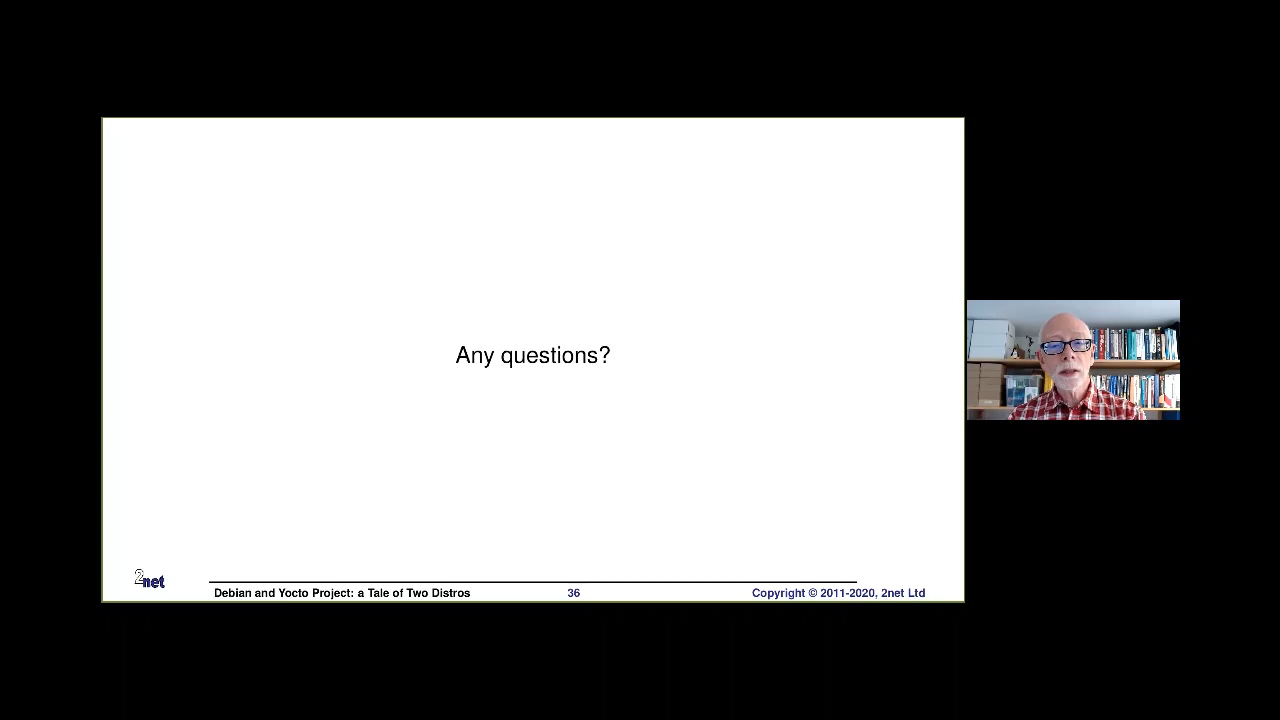 Any questions?
2net
Debian and Yocto Project: a Tale of Two Distros
36
Copyright © 2011-2020, 2net Ltd